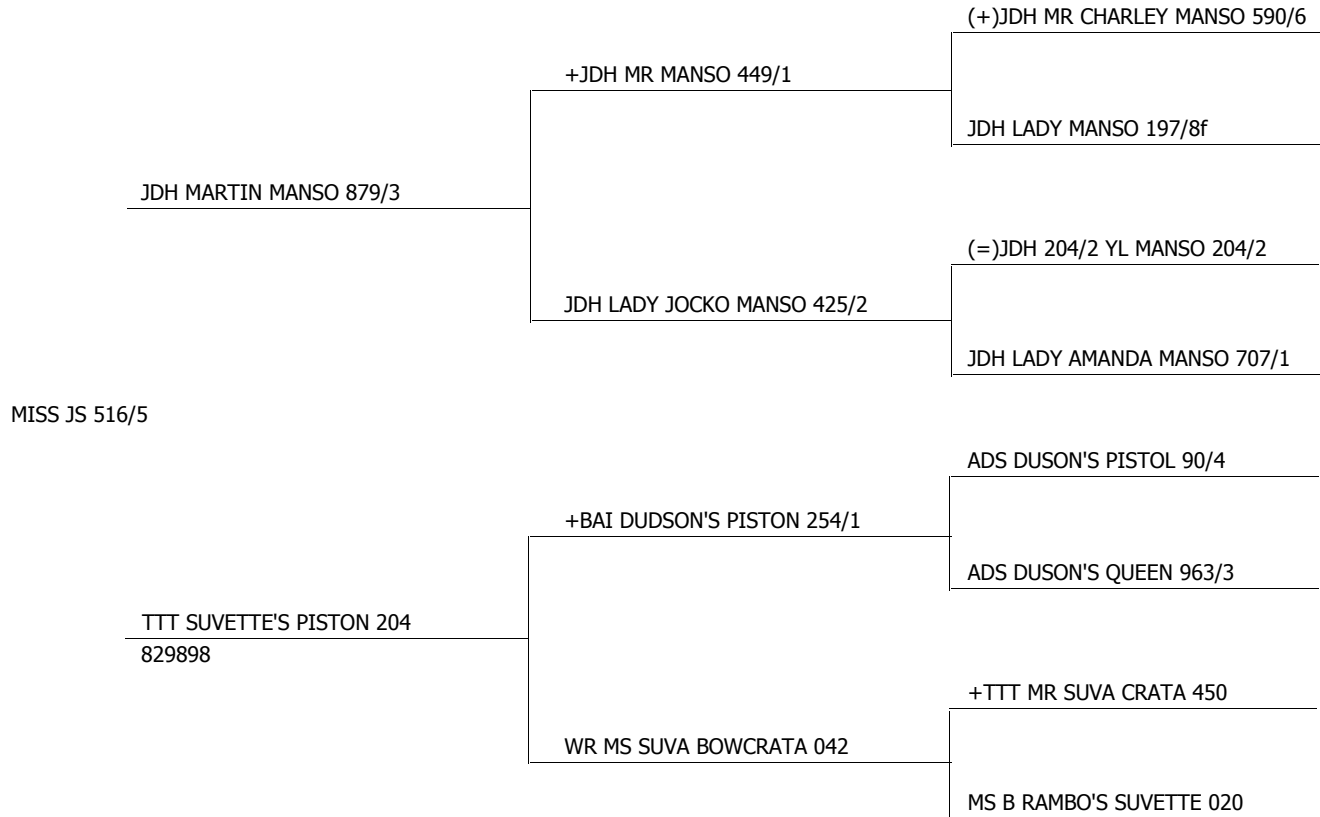 (+)JDH MR CHARLEY MANSO 590/6
+JDH MR MANSO 449/1
JDH LADY MANSO 197/8f
JDH MARTIN MANSO 879/3
(=)JDH 204/2 YL MANSO 204/2
JDH LADY JOCKO MANSO 425/2
JDH LADY AMANDA MANSO 707/1
MISS JS 516/5
ADS DUSON'S PISTOL 90/4
+BAI DUDSON'S PISTON 254/1
ADS DUSON'S QUEEN 963/3
TTT SUVETTE'S PISTON 204
829898
+TTT MR SUVA CRATA 450
WR MS SUVA BOWCRATA 042
MS B RAMBO'S SUVETTE 020